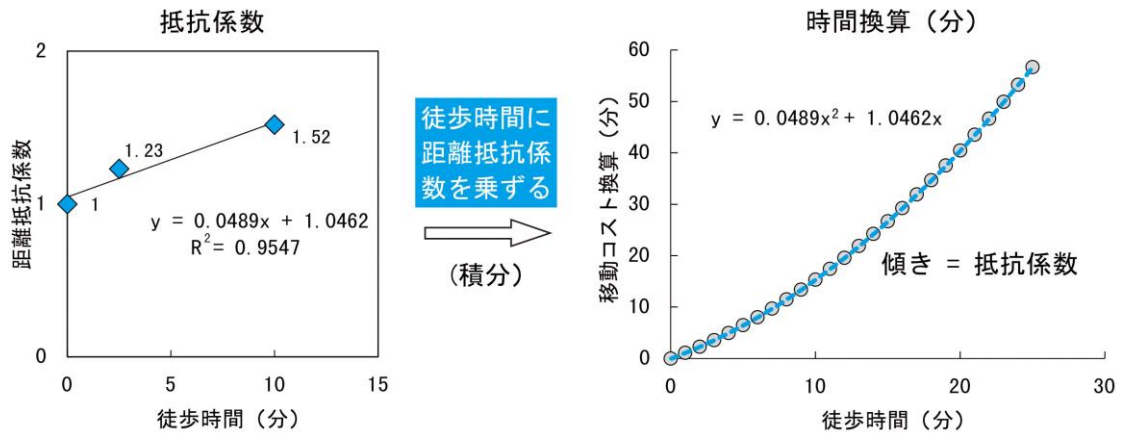 抵抗係数
2
1
0
距離抵抗係数
1
1.23
1.52
y = 0.0489x + 1.0462
R² = 0.9547
0 5 10 15
徒歩時間（分）
徒歩時間に
距離抵抗係
数を乗ずる
(積分)
時間換算（分）
60
50
40
30
20
10
0
移動コスト換算（分）
y = 0.0489x² + 1.0462x
傾き = 抵抗係数
0 10 20 30
徒歩時間（分）